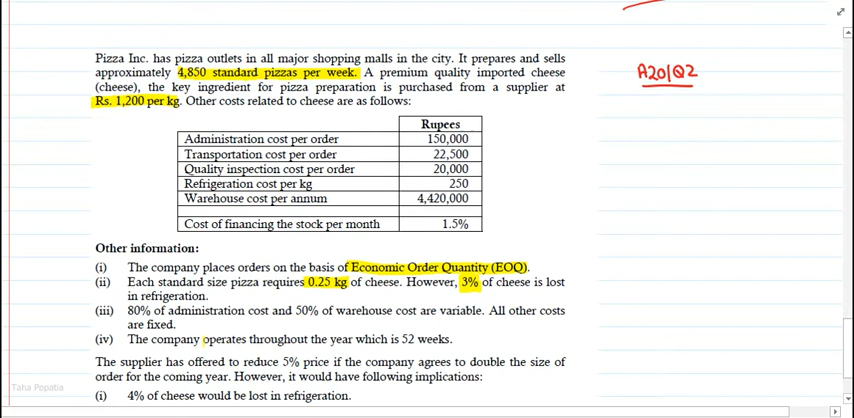 Pizza Inc. has pizza outlets in all major shopping malls in the city. It prepares and sells
approximately 4,850 standard pizzas per week. A premium quality imported cheese
A20/Q2
(cheese), the key ingredient for pizza preparation is purchased from a supplier at
Rs. 1,200 per kg. Other costs related to cheese are as follows:
Rupees
Administration cost per order 150,000
Transportation cost per order 22,500
Quality inspection cost per order 20,000
Refrigeration cost per kg 250
Warehouse cost per annum 4,420,000
Cost of financing the stock per month 1.5%
Other information:
(i) The company places orders on the basis of Economic Order Quantity (EOQ).
(ii) Each standard size pizza requires 0.25 kg of cheese. However, 3% of cheese is lost
in refrigeration.
(iii) 80% of administration cost and 50% of warehouse cost are variable. All other costs
are fixed.
(iv) The company operates throughout the year which is 52 weeks.
The supplier has offered to reduce 5% price if the company agrees to double the size of
order for the coming year. However, it would have following implications:
Taha Popatia
(i) 4% of cheese would be lost in refrigeration.